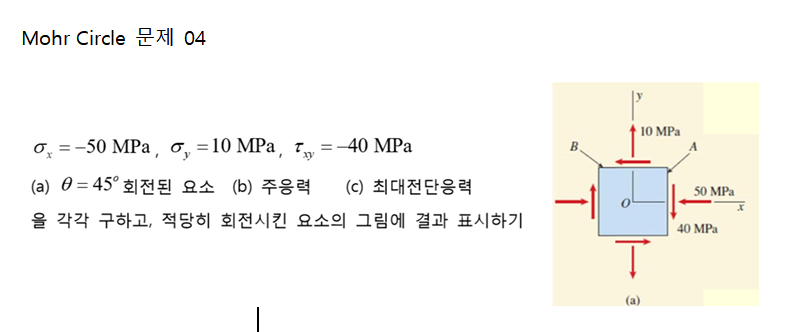 Mohr Circle 문제 04
σx = −50 MPa, σy = 10 MPa, τxy = −40 MPa
(a) θ = 45° 회전된 요소 (b) 주응력 (c) 최대전단응력
을 각각 구하고, 적당히 회전시킨 요소의 그림에 결과 표시하기
y
10 MPa
B
A
50 MPa
O
x
40 MPa
(a)